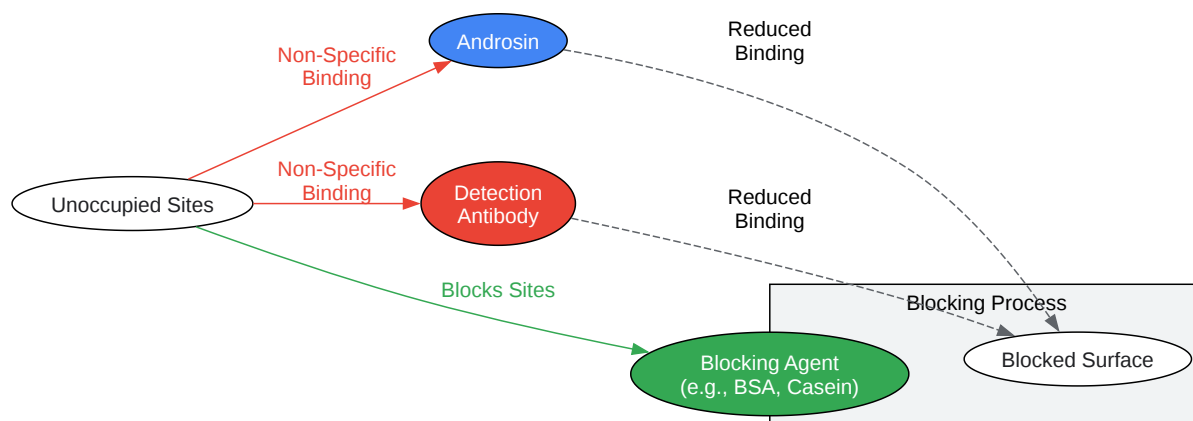 Androsin
Reduced
Binding
Non-Specific
Binding
Unoccupied Sites
Non-Specific
Binding
Detection
Antibody
Reduced
Binding
Blocks Sites
Blocking Process
Blocking Agent
(e.g., BSA, Casein)
Blocked Surface